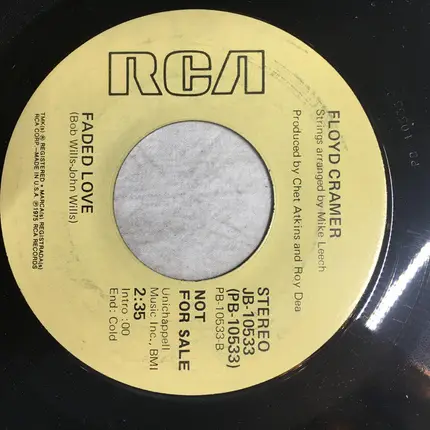 RCA
FLOYD CRAMER
Strings arranged by Mike Leech
Produced by Chet Atkins and Roy Dea
STEREO
JB-10533
(PB-10533)
PB-10533-B
NOT
FOR SALE
Unichappell
Music Inc., BMI
2:35
Intro :00
End: Cold
FADED LOVE
(Bob Wills-John Wills)
TMK(s) ® REGISTERED • MARCA(s) REGISTRADA(s)
RCA CORP.—MADE IN U.S.A. ℗ 1975 RCA RECORDS